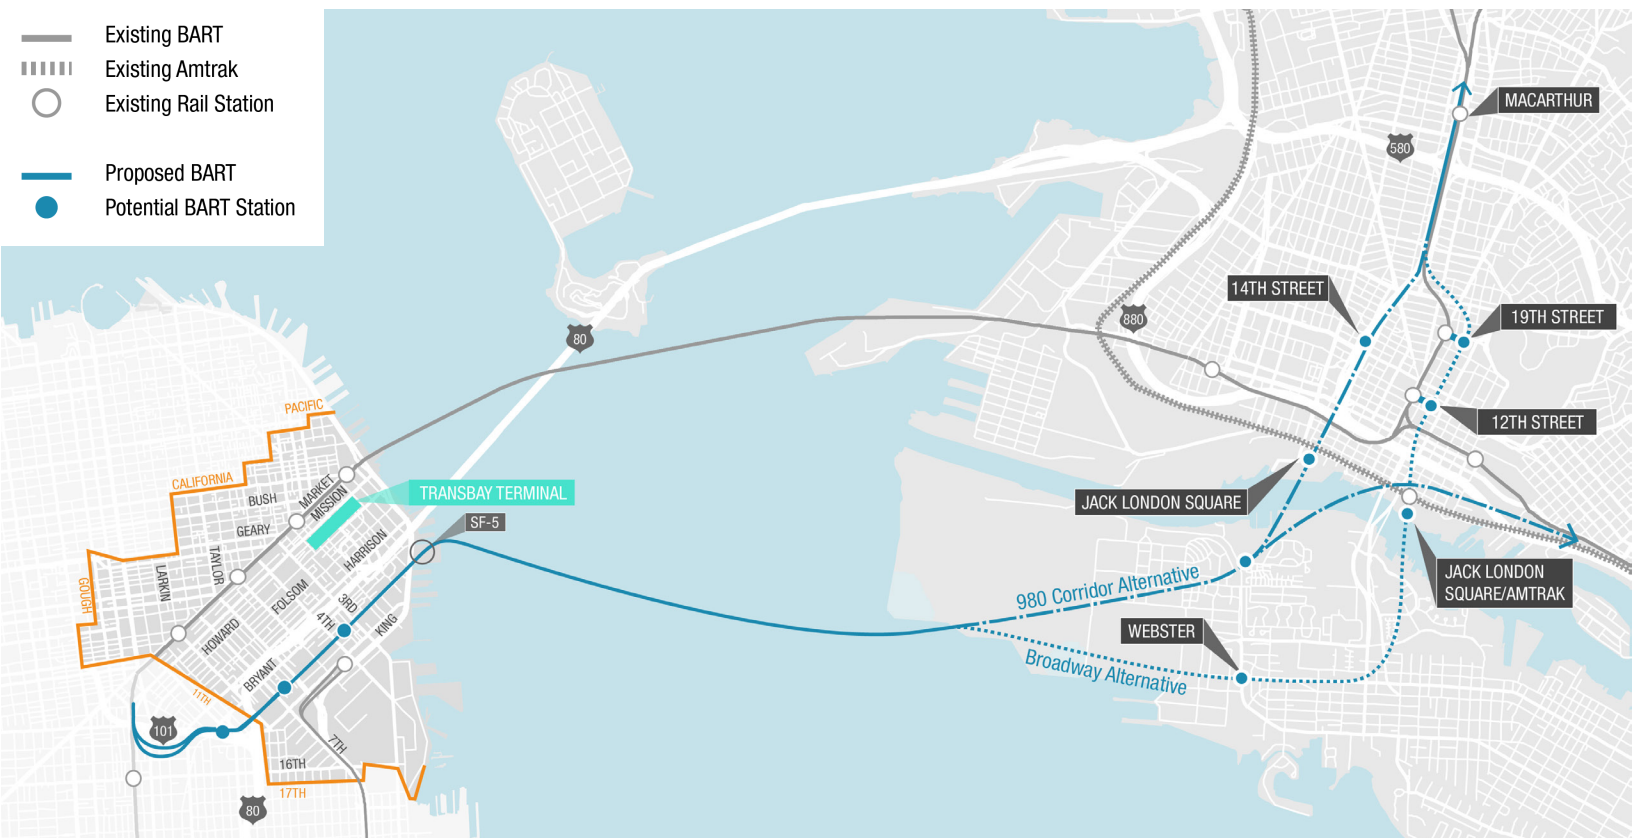 Existing BART
Existing Amtrak
Existing Rail Station
Proposed BART
Potential BART Station
MACARTHUR
580
14TH STREET
19TH STREET
880
80
PACIFIC
12TH STREET
CALIFORNIA
BUSH
MARKET
MISSION
TRANSBAY TERMINAL
JACK LONDON SQUARE
GEARY
SF-5
HARRISON
TAYLOR
LARKIN
GOUGH
FOLSOM
3RD
4TH
KING
HOWARD
980 Corridor Alternative
JACK LONDON
SQUARE/AMTRAK
WEBSTER
Broadway Alternative
BRYANT
11TH
101
7TH
16TH
17TH
80